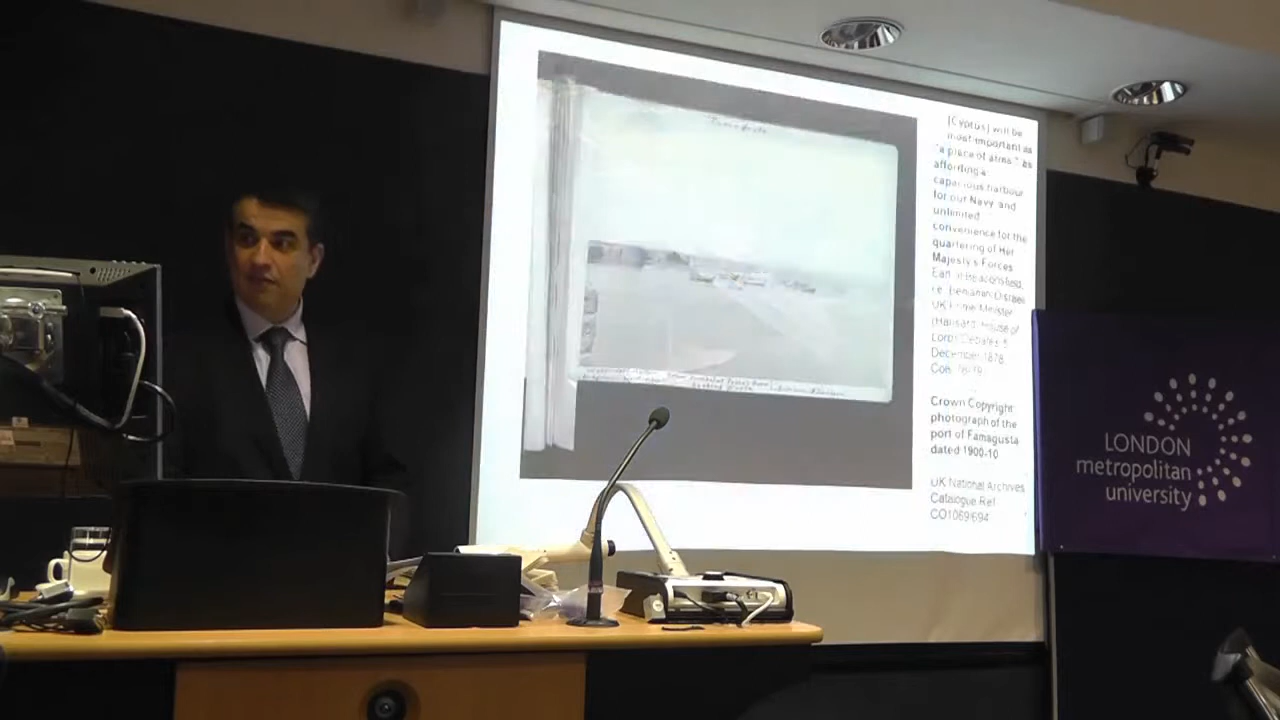 [Cyprus] will be
most important as
"a place of arms," as
affording a
capacious harbour
for our Navy and
unlimited
convenience for the
quartering of Her
Majesty's Forces
Earl of Beaconsfield,
i.e. Benjamin Disraeli
UK Prime Minister
(Hansard, House of
Lords Debates,
December 1878,
Crown Copyright
photograph of the
port of Famagusta
dated 1900-10
UK National Archives
Catalogue Ref
CO1069/694
LONDON
metropolitan
university